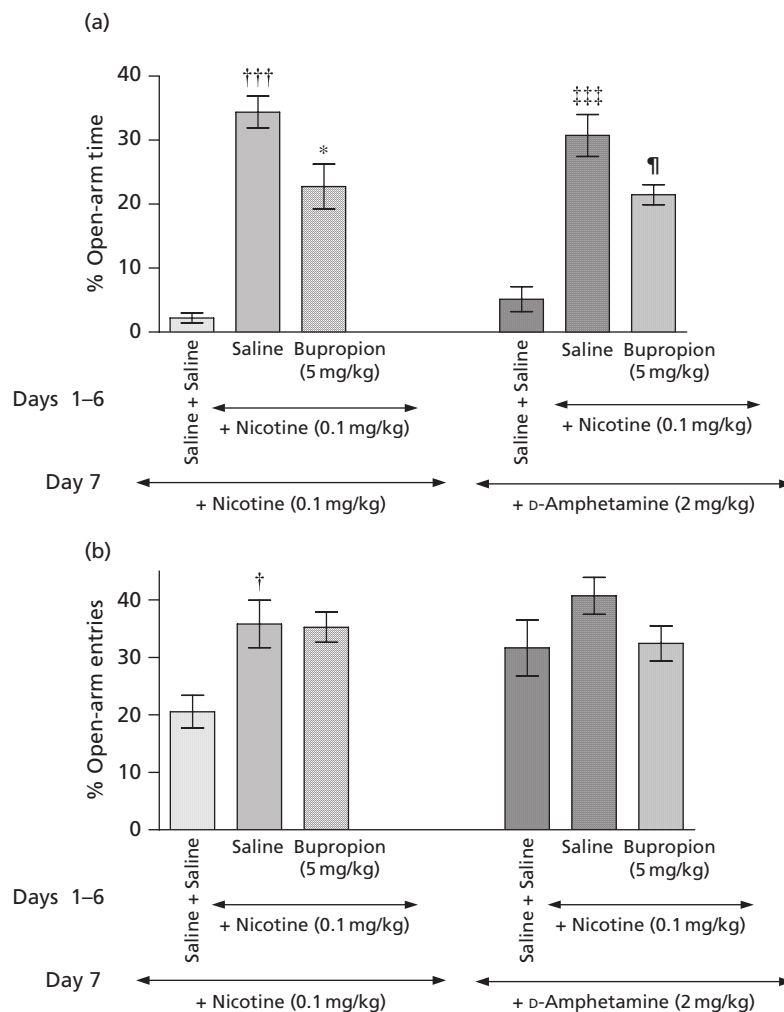 (a)
†††
‡‡‡
*
¶
40
30
20
10
0
% Open-arm time
Saline + Saline
Saline
Bupropion
(5 mg/kg)
Saline + Saline
Saline
Bupropion
(5 mg/kg)
Days 1–6
+ Nicotine (0.1 mg/kg)
+ Nicotine (0.1 mg/kg)
Day 7
+ Nicotine (0.1 mg/kg)
+ D-Amphetamine (2 mg/kg)
(b)
†
40
30
20
10
0
% Open-arm entries
Saline + Saline
Saline
Bupropion
(5 mg/kg)
Saline + Saline
Saline
Bupropion
(5 mg/kg)
Days 1–6
+ Nicotine (0.1 mg/kg)
+ Nicotine (0.1 mg/kg)
Day 7
+ Nicotine (0.1 mg/kg)
+ D-Amphetamine (2 mg/kg)